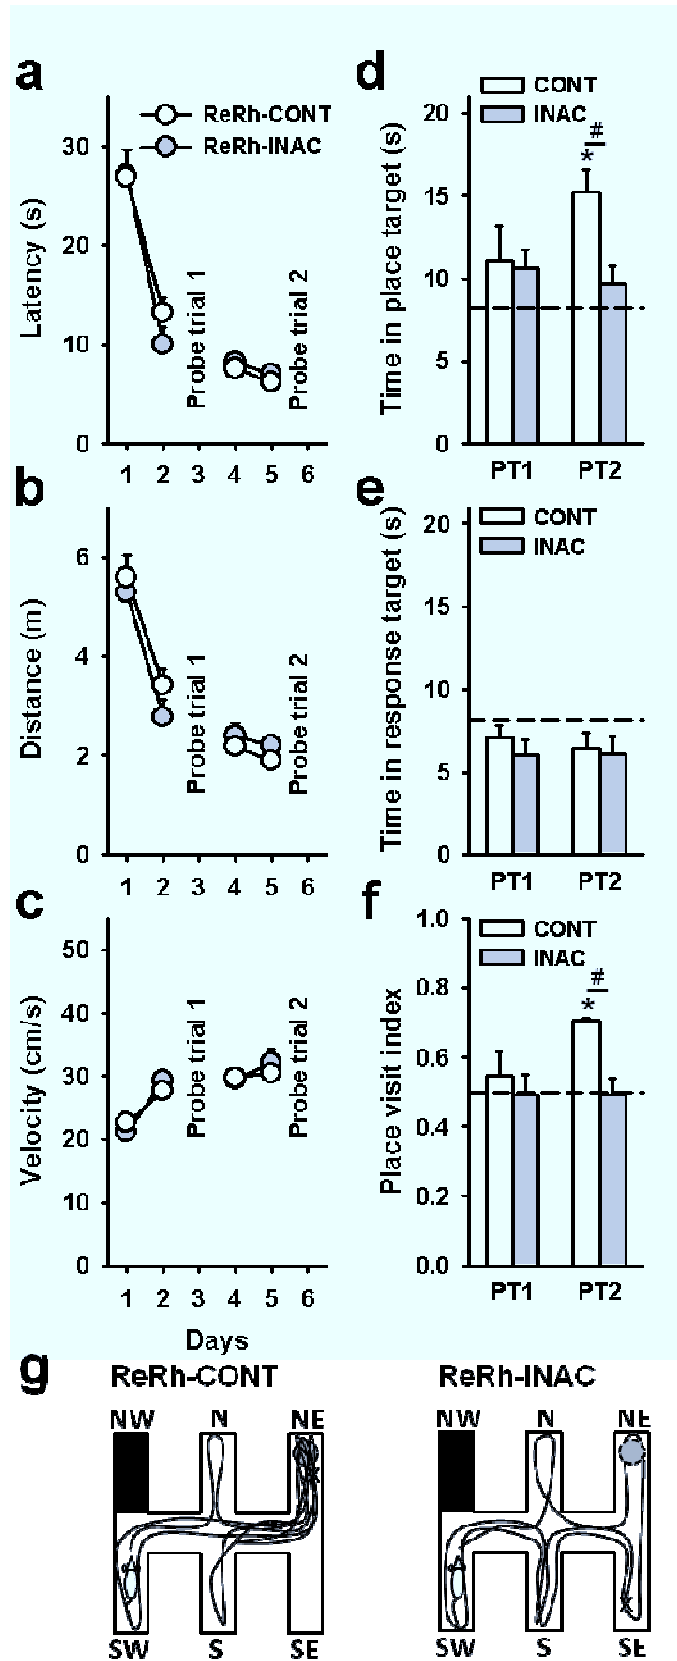 a
ReRh-CONT
ReRh-INAC
Latency (s)
30
20
10
0
Probe trial 1
Probe trial 2
1 2 3 4 5 6
b
Distance (m)
6
4
2
0
Probe trial 1
Probe trial 2
1 2 3 4 5 6
c
Velocity (cm/s)
50
40
30
20
10
0
Probe trial 1
Probe trial 2
1 2 3 4 5 6
Days
d
CONT
INAC
Time in place target (s)
20
15
10
5
0
*
#
PT1 PT2
e
CONT
INAC
Time in response target (s)
20
15
10
5
0
PT1 PT2
f
CONT
INAC
Place visit index
1.0
0.8
0.6
0.4
0.2
0.0
*
#
PT1 PT2
g
ReRh-CONT
NW N NE
SW S SE
ReRh-INAC
NW N NE
SW S SE